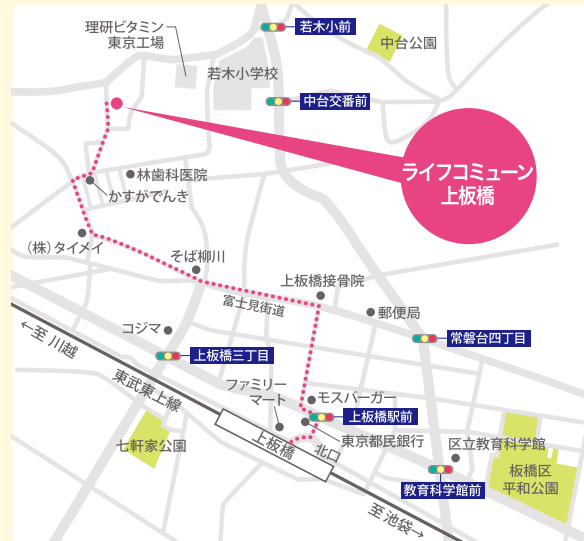 若木小前
理研ビタミン
東京工場
中台公園
若木小学校
中台交番前
ライフコミューン
上板橋
林歯科医院
かすがでんき
(株)タイメイ
そば柳川
上板橋接骨院
富士見街道
郵便局
コジマ
常盤台四丁目
←至 川越
上板橋三丁目
東武東上線
ファミリー
マート
モスバーガー
上板橋駅前
七軒家公園
上板橋
北口
東京都民銀行
区立教育科学館
板橋区
平和公園
教育科学館前
至 池袋→